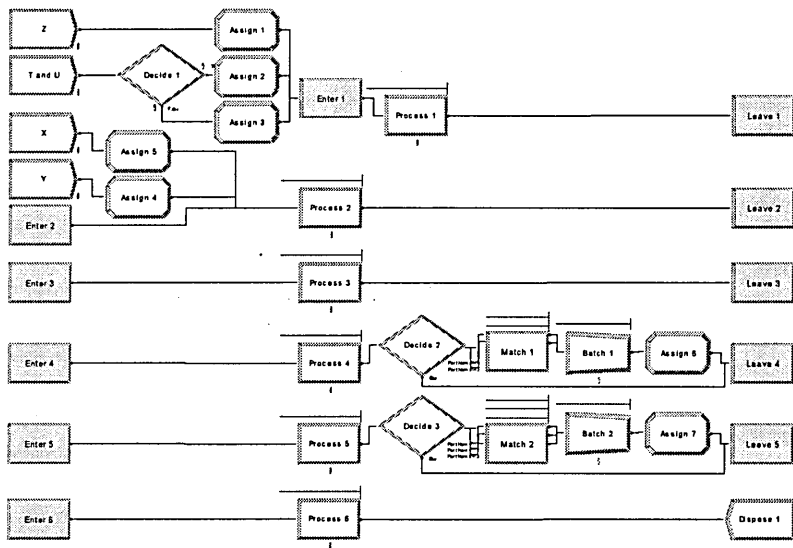 Z
Assign 1
T and U
Decide 1
Assign 2
Enter 1
Process 1
Leave 1
Assign 3
X
Assign 5
Y
Assign 4
Enter 2
Process 2
Leave 2
Enter 3
Process 3
Leave 3
Enter 4
Process 4
Decide 2
Match 1
Batch 1
Assign 6
Leave 4
Enter 5
Process 5
Decide 3
Match 2
Batch 2
Assign 7
Leave 5
Enter 6
Process 6
Dispose 1